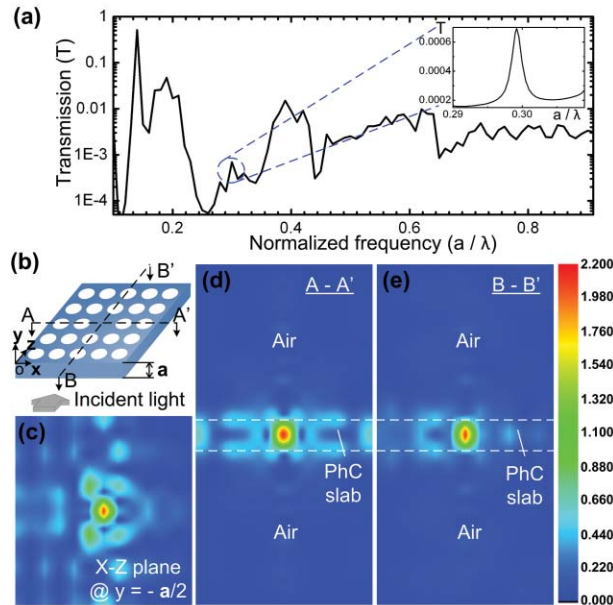 (a)
Transmission (T)
1
0.1
0.01
1E-3
1E-4
0.2
0.4
0.6
0.8
Normalized frequency (a / λ)
T
0.0006
0.0004
0.0002
0.29
0.30
a / λ
(b)
B'
A
A'
y
z
o
x
B
a
Incident light
(c)
X-Z plane
@ y = - a/2
(d)
A - A'
Air
PhC
slab
Air
(e)
B - B'
Air
PhC
slab
Air
2.200
1.980
1.760
1.540
1.320
1.100
0.880
0.660
0.440
0.220
0.000